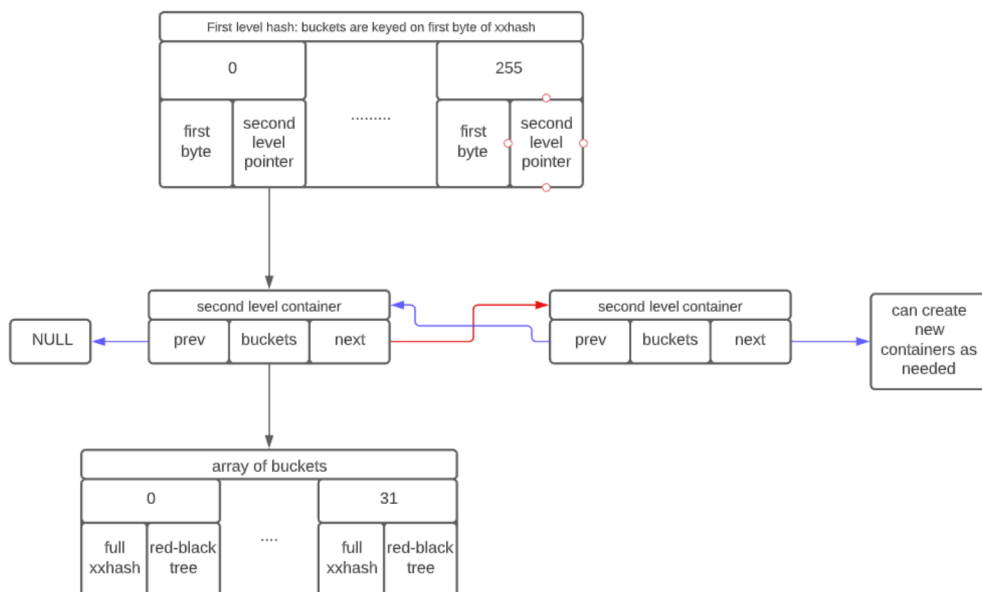 First level hash: buckets are keyed on first byte of xxhash
0
255
first
byte
second
level
pointer
.........
first
byte
second
level
pointer
second level container
prev
buckets
next
second level container
prev
buckets
next
NULL
can create
new
containers as
needed
array of buckets
0
31
full
xxhash
red-black
tree
....
full
xxhash
red-black
tree